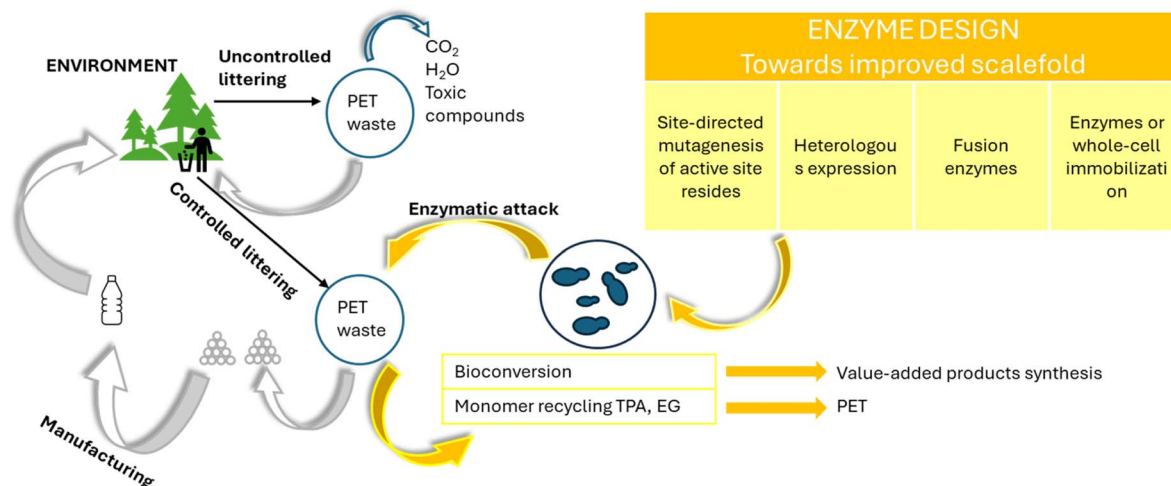 ENVIRONMENT
Uncontrolled
littering
PET
waste
CO₂
H₂O
Toxic
compounds
ENZYME DESIGN
Towards improved scalefold
Site-directed
mutagenesis
of active site
resides
Heterologou
s expression
Fusion
enzymes
Enzymes or
whole-cell
immobilizati
on
Controlled littering
Enzymatic attack
PET
waste
Bioconversion
Value-added products synthesis
Monomer recycling TPA, EG
PET
Manufacturing